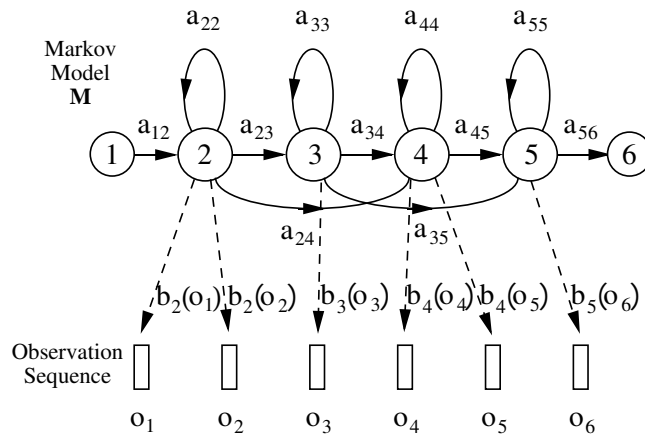 a22 a33 a44 a55
Markov
Model
M
a12 a23 a34 a45 a56
1 2 3 4 5 6
a24 a35
b2(o1) b2(o2) b3(o3) b4(o4) b4(o5) b5(o6)
Observation
Sequence
o1 o2 o3 o4 o5 o6